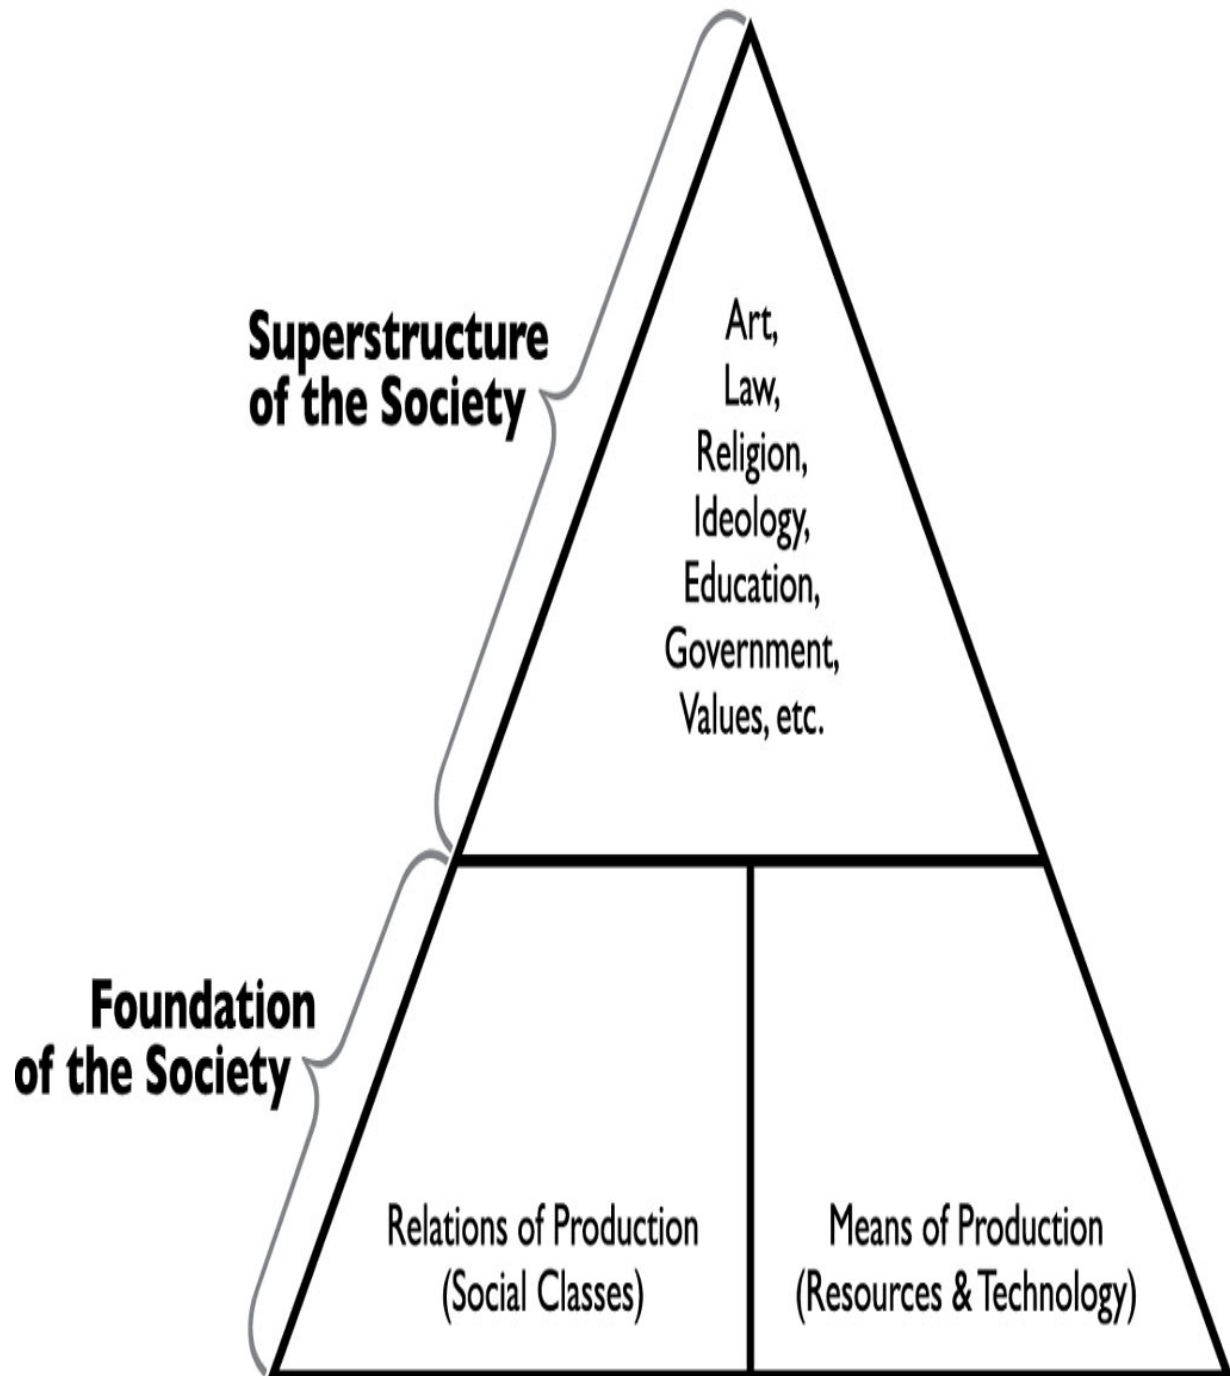 Superstructure
of the Society
Art,
Law,
Religion,
Ideology,
Education,
Government,
Values, etc.
Foundation
of the Society
Relations of Production
(Social Classes)
Means of Production
(Resources & Technology)